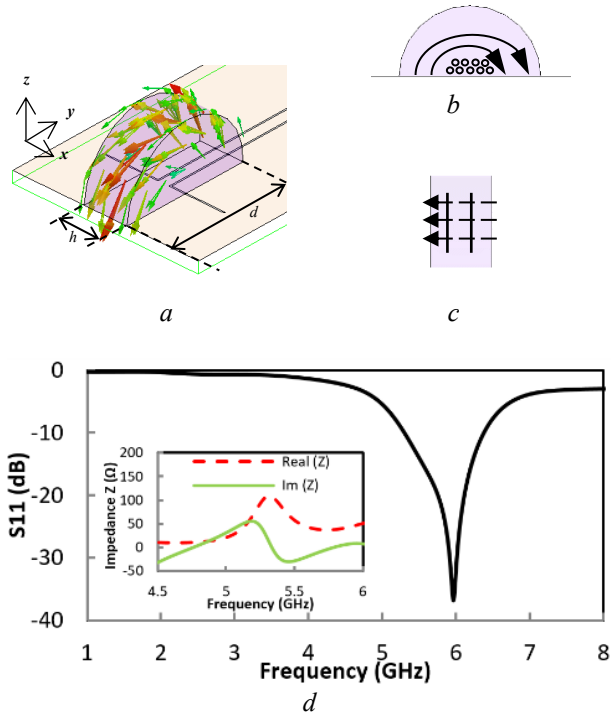 z
y
x
h
d
a
b
c
0
-10
-20
-30
-40
S11 (dB)
200
150
100
50
0
-50
Impedance Z (Ω)
Real (Z)
Im (Z)
4.5 5 5.5 6
Frequency (GHz)
1 2 3 4 5 6 7 8
Frequency (GHz)
d